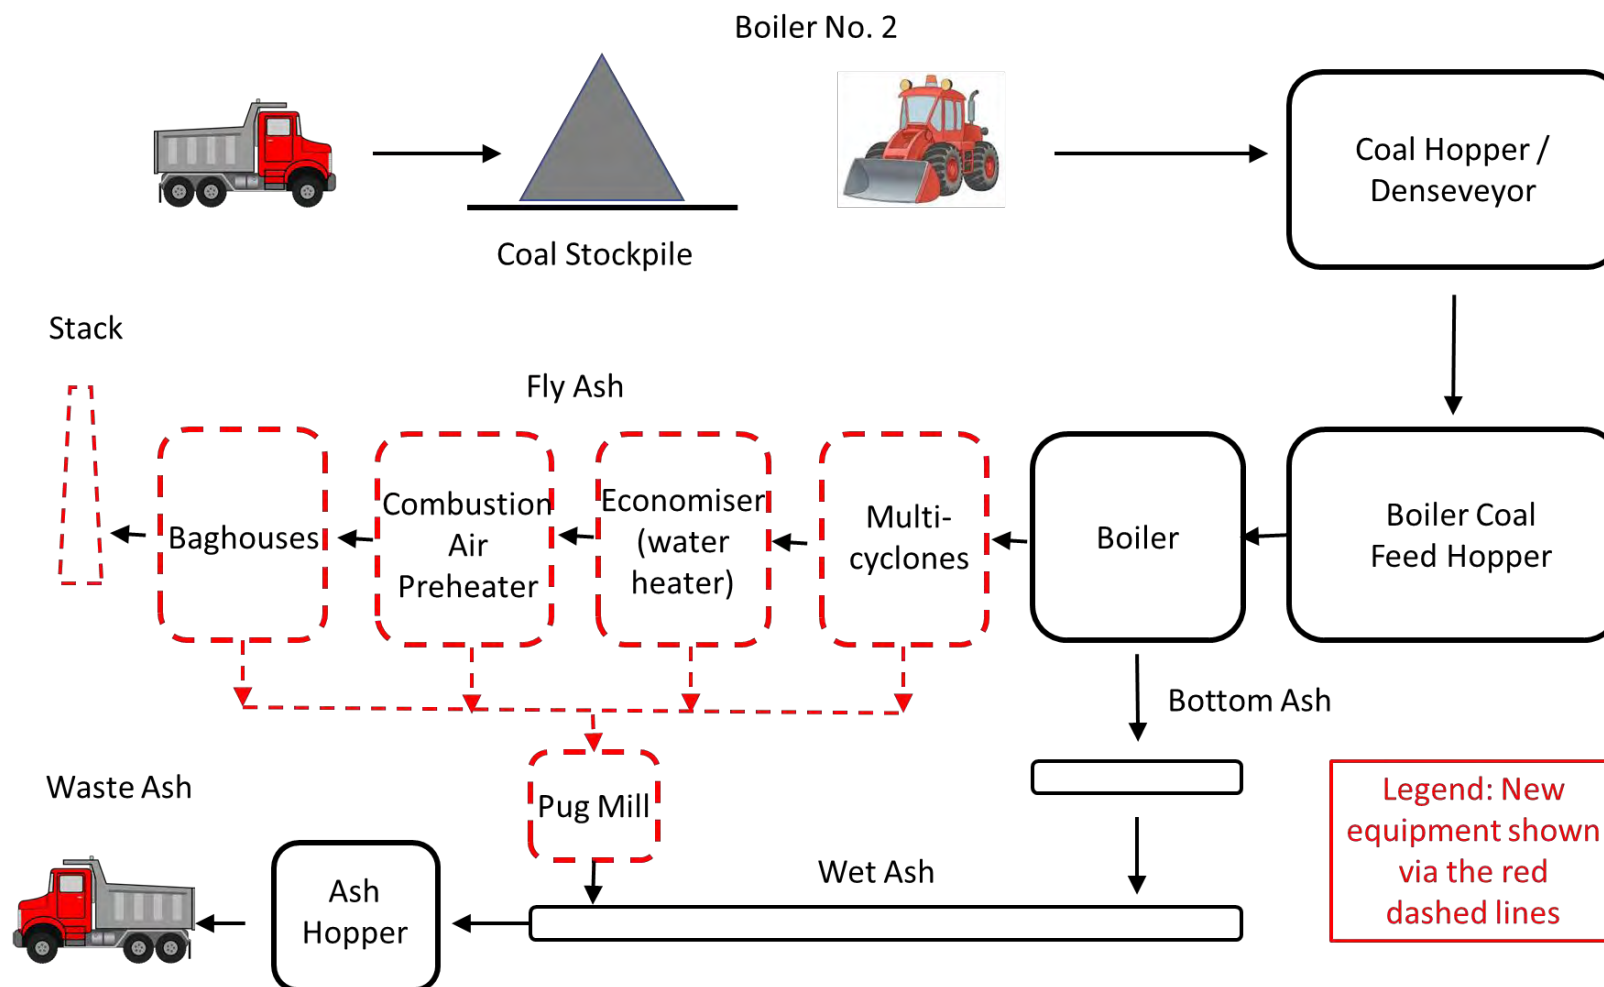 Boiler No. 2
Coal Hopper /
Denseveyor
Coal Stockpile
Stack
Fly Ash
Baghouses
Combustion
Air
Preheater
Economiser
(water
heater)
Multi-
cyclones
Boiler
Boiler Coal
Feed Hopper
Bottom Ash
Waste Ash
Pug Mill
Wet Ash
Ash
Hopper
Legend: New
equipment shown
via the red
dashed lines